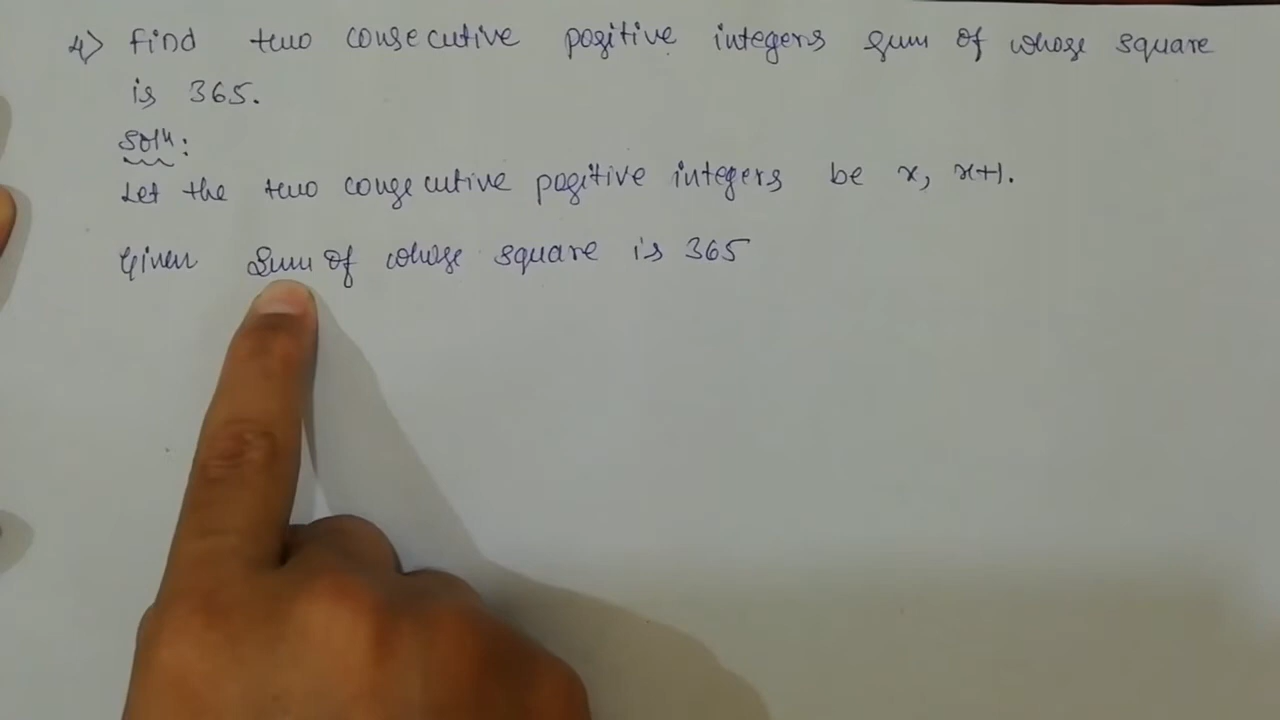 4) Find two consecutive positive integers sum of whose square
is 365.
Soln:
Let the two consecutive positive integers be x, x+1.
Given Sum of whose square is 365